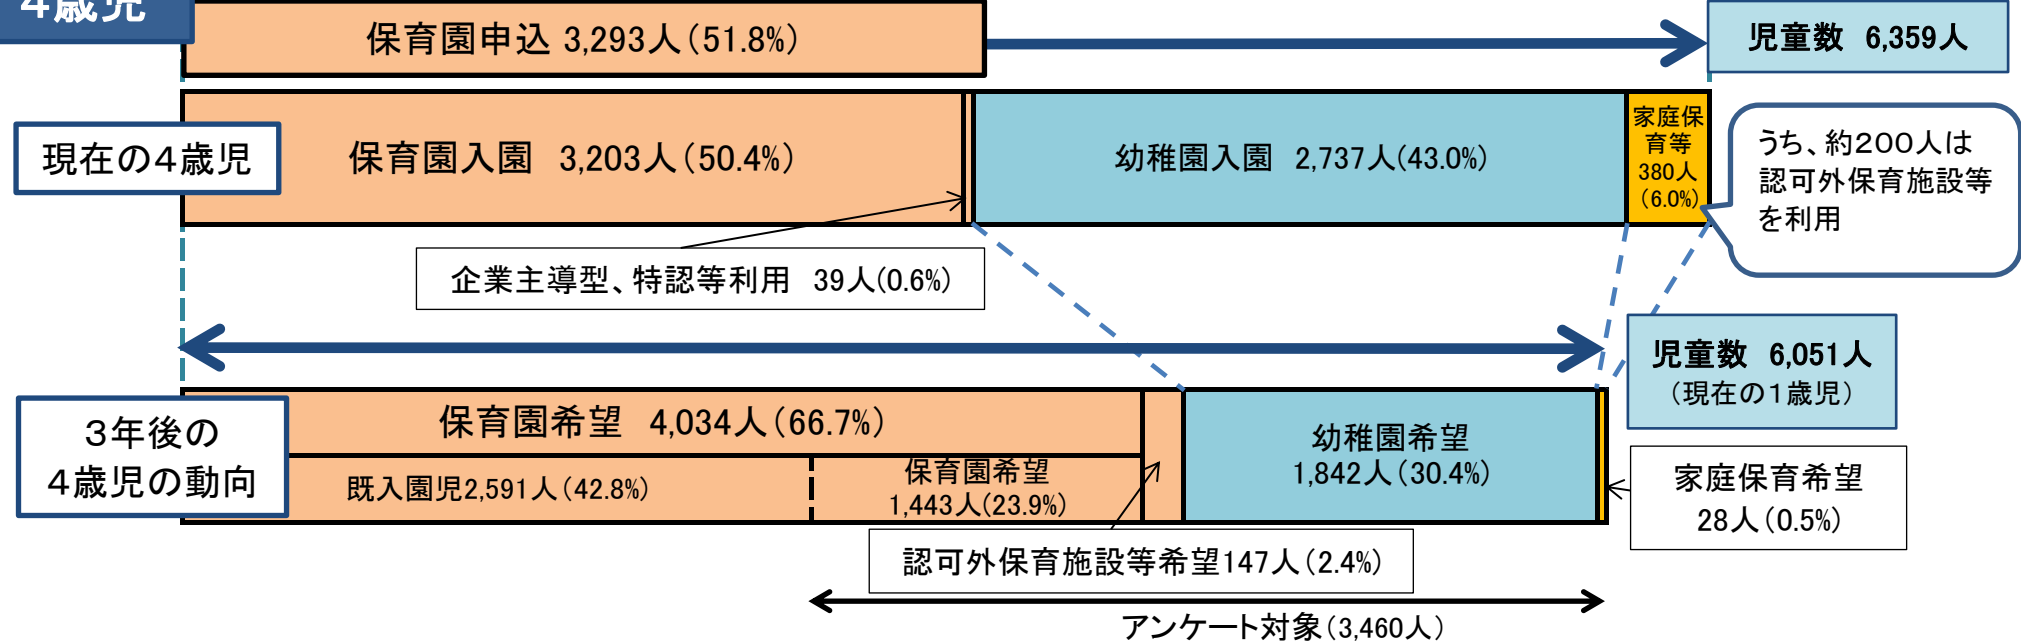 4歳児
保育園申込 3,293人(51.8%)
児童数 6,359人
現在の4歳児
保育園入園 3,203人(50.4%)
幼稚園入園 2,737人(43.0%)
家庭保
育等
380人
(6.0%)
うち、約200人は
認可外保育施設等
を利用
企業主導型、特認等利用 39人(0.6%)
児童数 6,051人
(現在の1歳児)
3年後の
4歳児の動向
保育園希望 4,034人(66.7%)
既入園児2,591人(42.8%)
保育園希望
1,443人(23.9%)
幼稚園希望
1,842人(30.4%)
家庭保育希望
28人(0.5%)
認可外保育施設等希望147人(2.4%)
アンケート対象(3,460人)